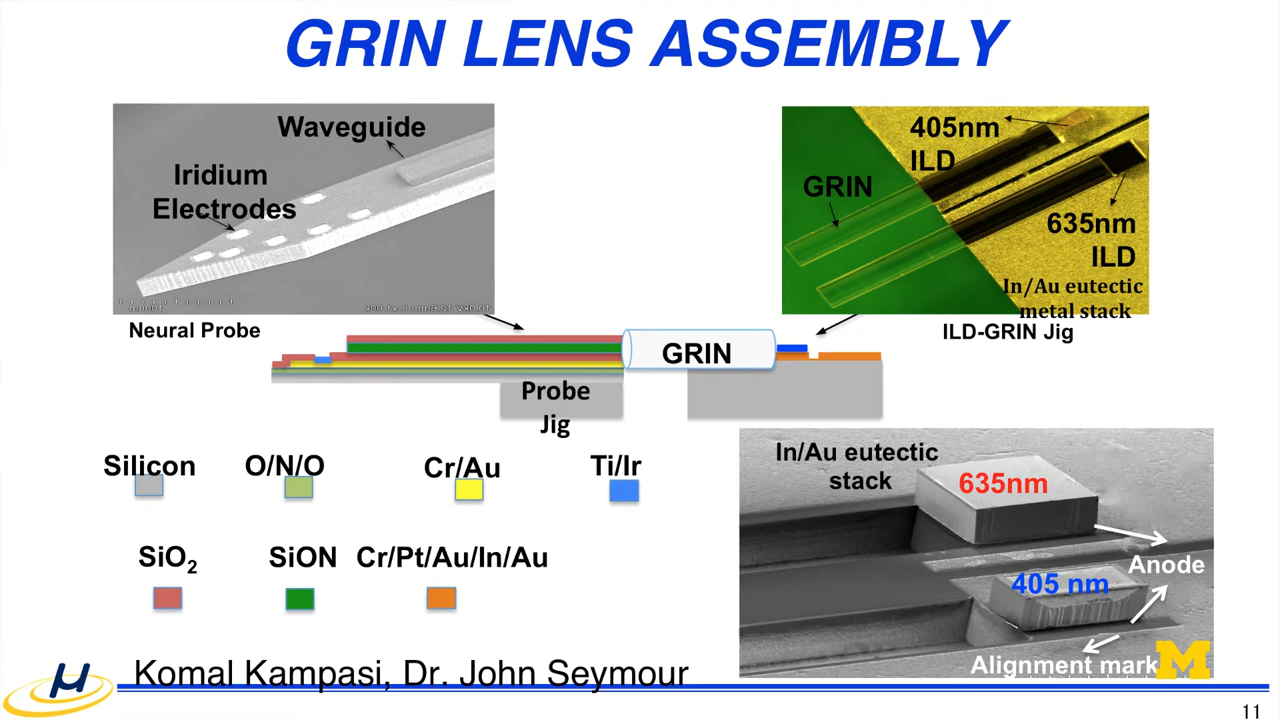 GRIN LENS ASSEMBLY
Waveguide
Iridium
Electrodes
Neural Probe
405nm
ILD
GRIN
635nm
ILD
In/Au eutectic
metal stack
ILD-GRIN Jig
GRIN
Probe
Jig
Silicon
O/N/O
Cr/Au
Ti/Ir
SiO2
SiON
Cr/Pt/Au/In/Au
In/Au eutectic
stack
635nm
405 nm
Anode
Alignment mark
M
μ
Komal Kampasi, Dr. John Seymour
11